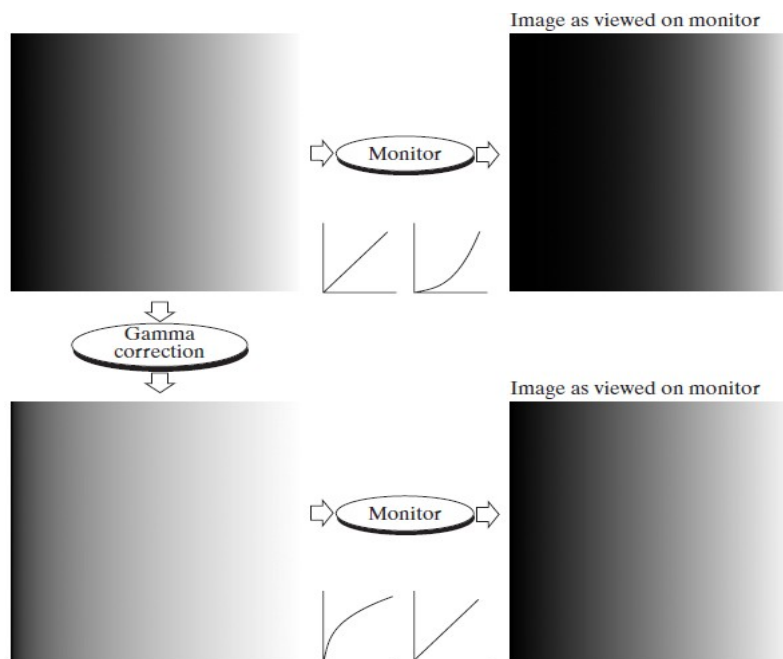 Image as viewed on monitor
Monitor
Gamma
correction
Image as viewed on monitor
Monitor